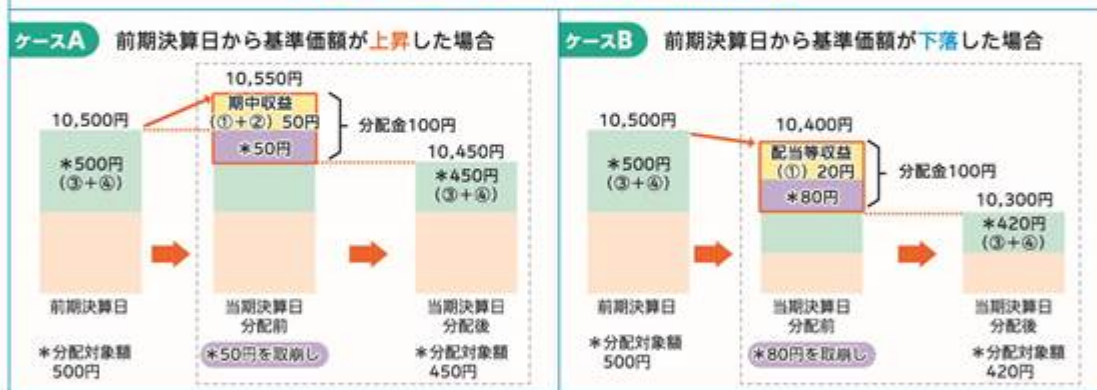 ケースA 前期決算日から基準価額が上昇した場合
10,550円
10,500円
期中収益
(①+②) 50円
分配金100円
*50円
*500円
(③+④)
10,450円
*450円
(③+④)
前期決算日
当期決算日
分配前
当期決算日
分配後
*分配対象額
500円
*50円を取崩し
*分配対象額
450円
ケースB 前期決算日から基準価額が下落した場合
10,500円
10,400円
*500円
(③+④)
配当等収益
(①) 20円
分配金100円
*80円
10,300円
*420円
(③+④)
前期決算日
当期決算日
分配前
当期決算日
分配後
*分配対象額
500円
*80円を取崩し
*分配対象額
420円